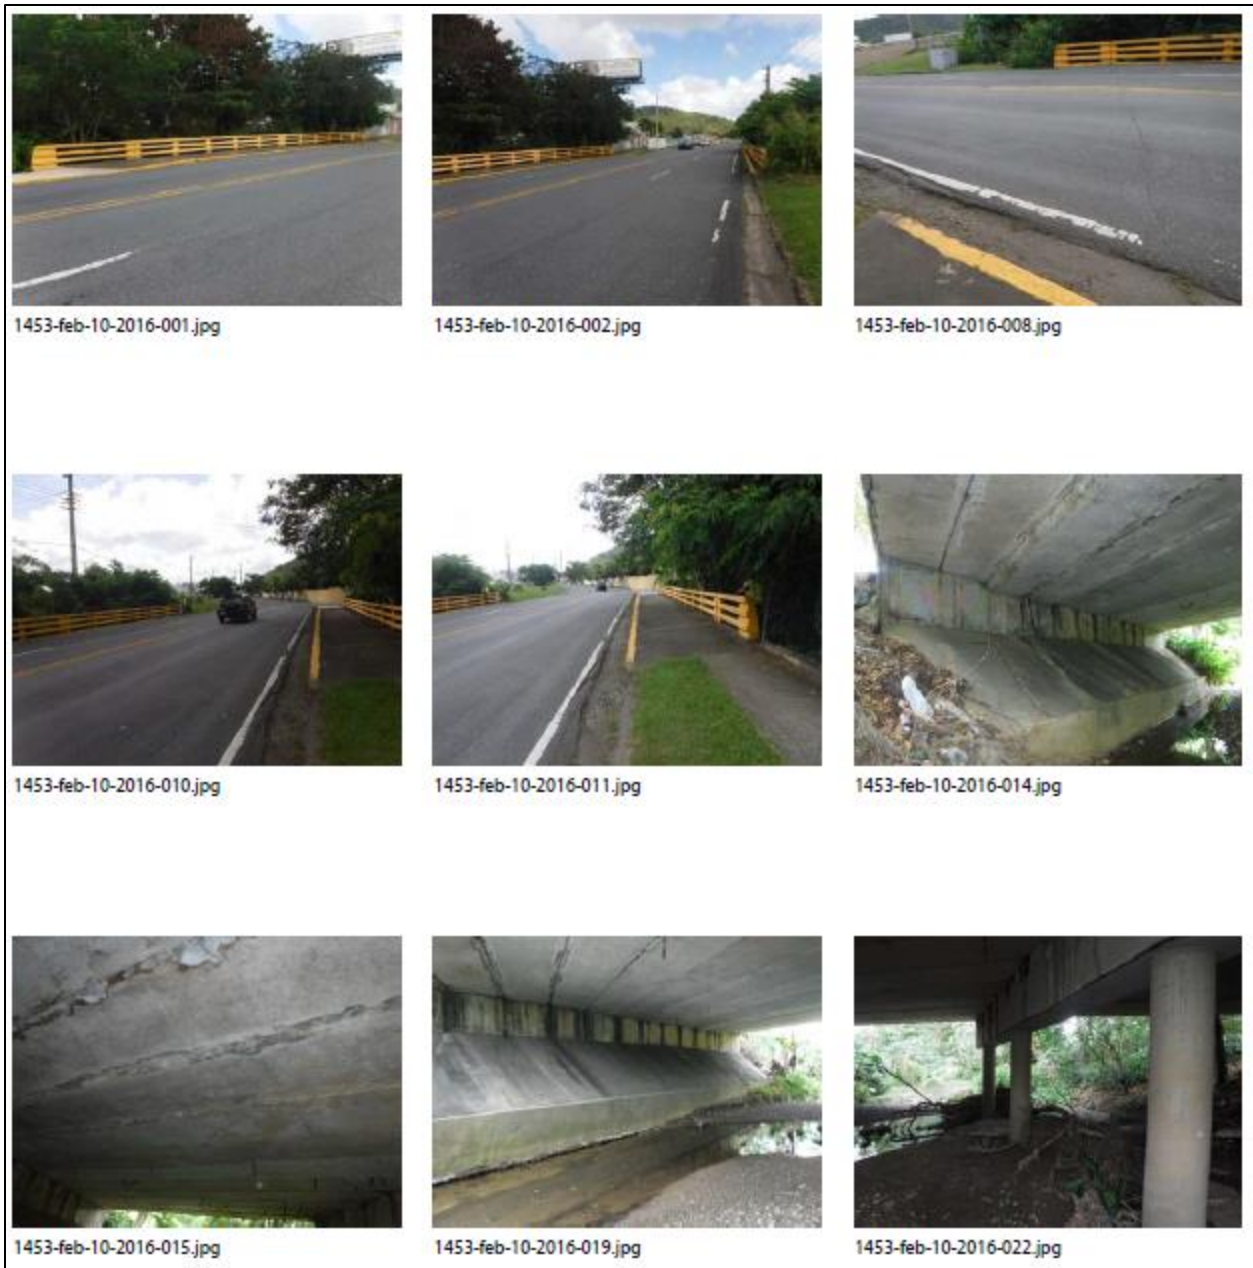 1453-feb-10-2016-001.jpg
1453-feb-10-2016-002.jpg
1453-feb-10-2016-008.jpg
1453-feb-10-2016-010.jpg
1453-feb-10-2016-011.jpg
1453-feb-10-2016-014.jpg
1453-feb-10-2016-015.jpg
1453-feb-10-2016-019.jpg
1453-feb-10-2016-022.jpg